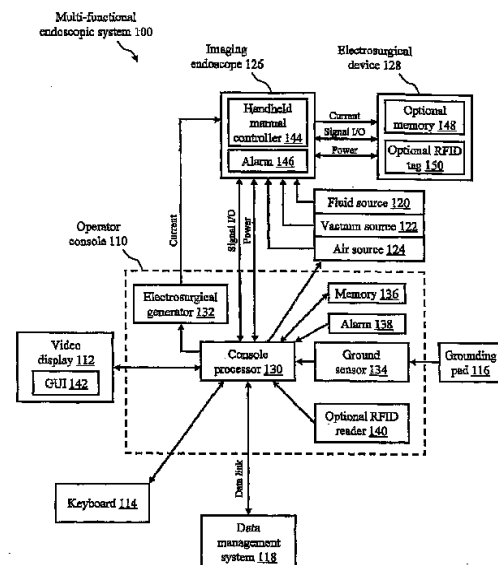 Multi-functional
endoscopic system 100
Imaging
endoscope 126
Electrosurgical
device 128
Handheld
manual
controller
144
Alarm 146
Current
Signal I/O
Power
Optional
memory 148
Optional RFID
tag 150
Fluid source 120
Vacuum source 122
Air source 124
Current
Signal I/O
Power
Operator
console 110
Electrosurgical
generator 132
Memory 136
Alarm 138
Video
display 112
GUI 142
Console
processor 130
Ground
sensor 134
Grounding
pad 116
Optional RFID
reader 140
Data link
Keyboard 114
Data
management
system 118